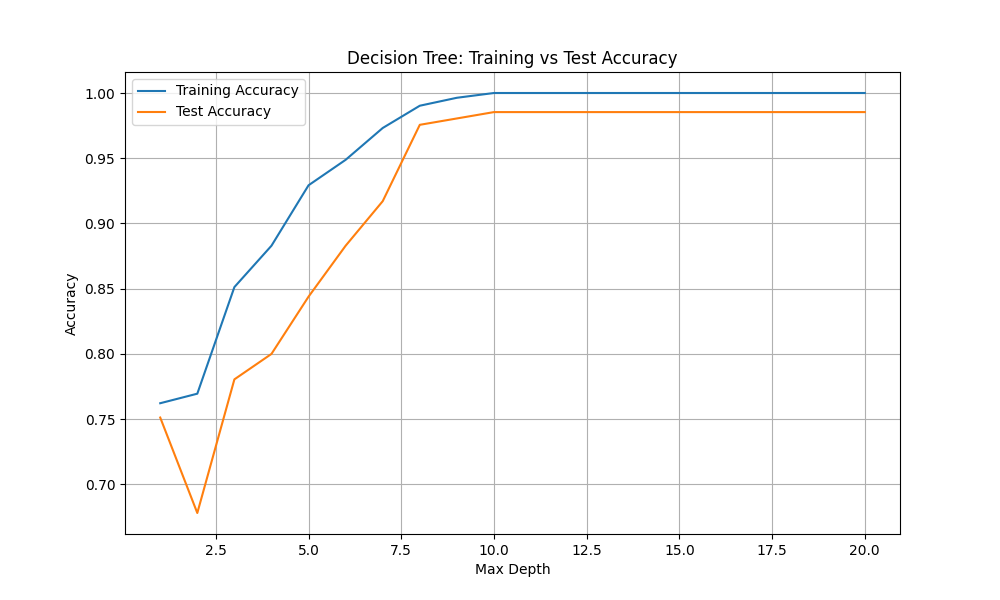 Decision Tree: Training vs Test Accuracy
Training Accuracy
Test Accuracy
1.00
0.95
0.90
0.85
0.80
0.75
0.70
Accuracy
2.5 5.0 7.5 10.0 12.5 15.0 17.5 20.0
Max Depth